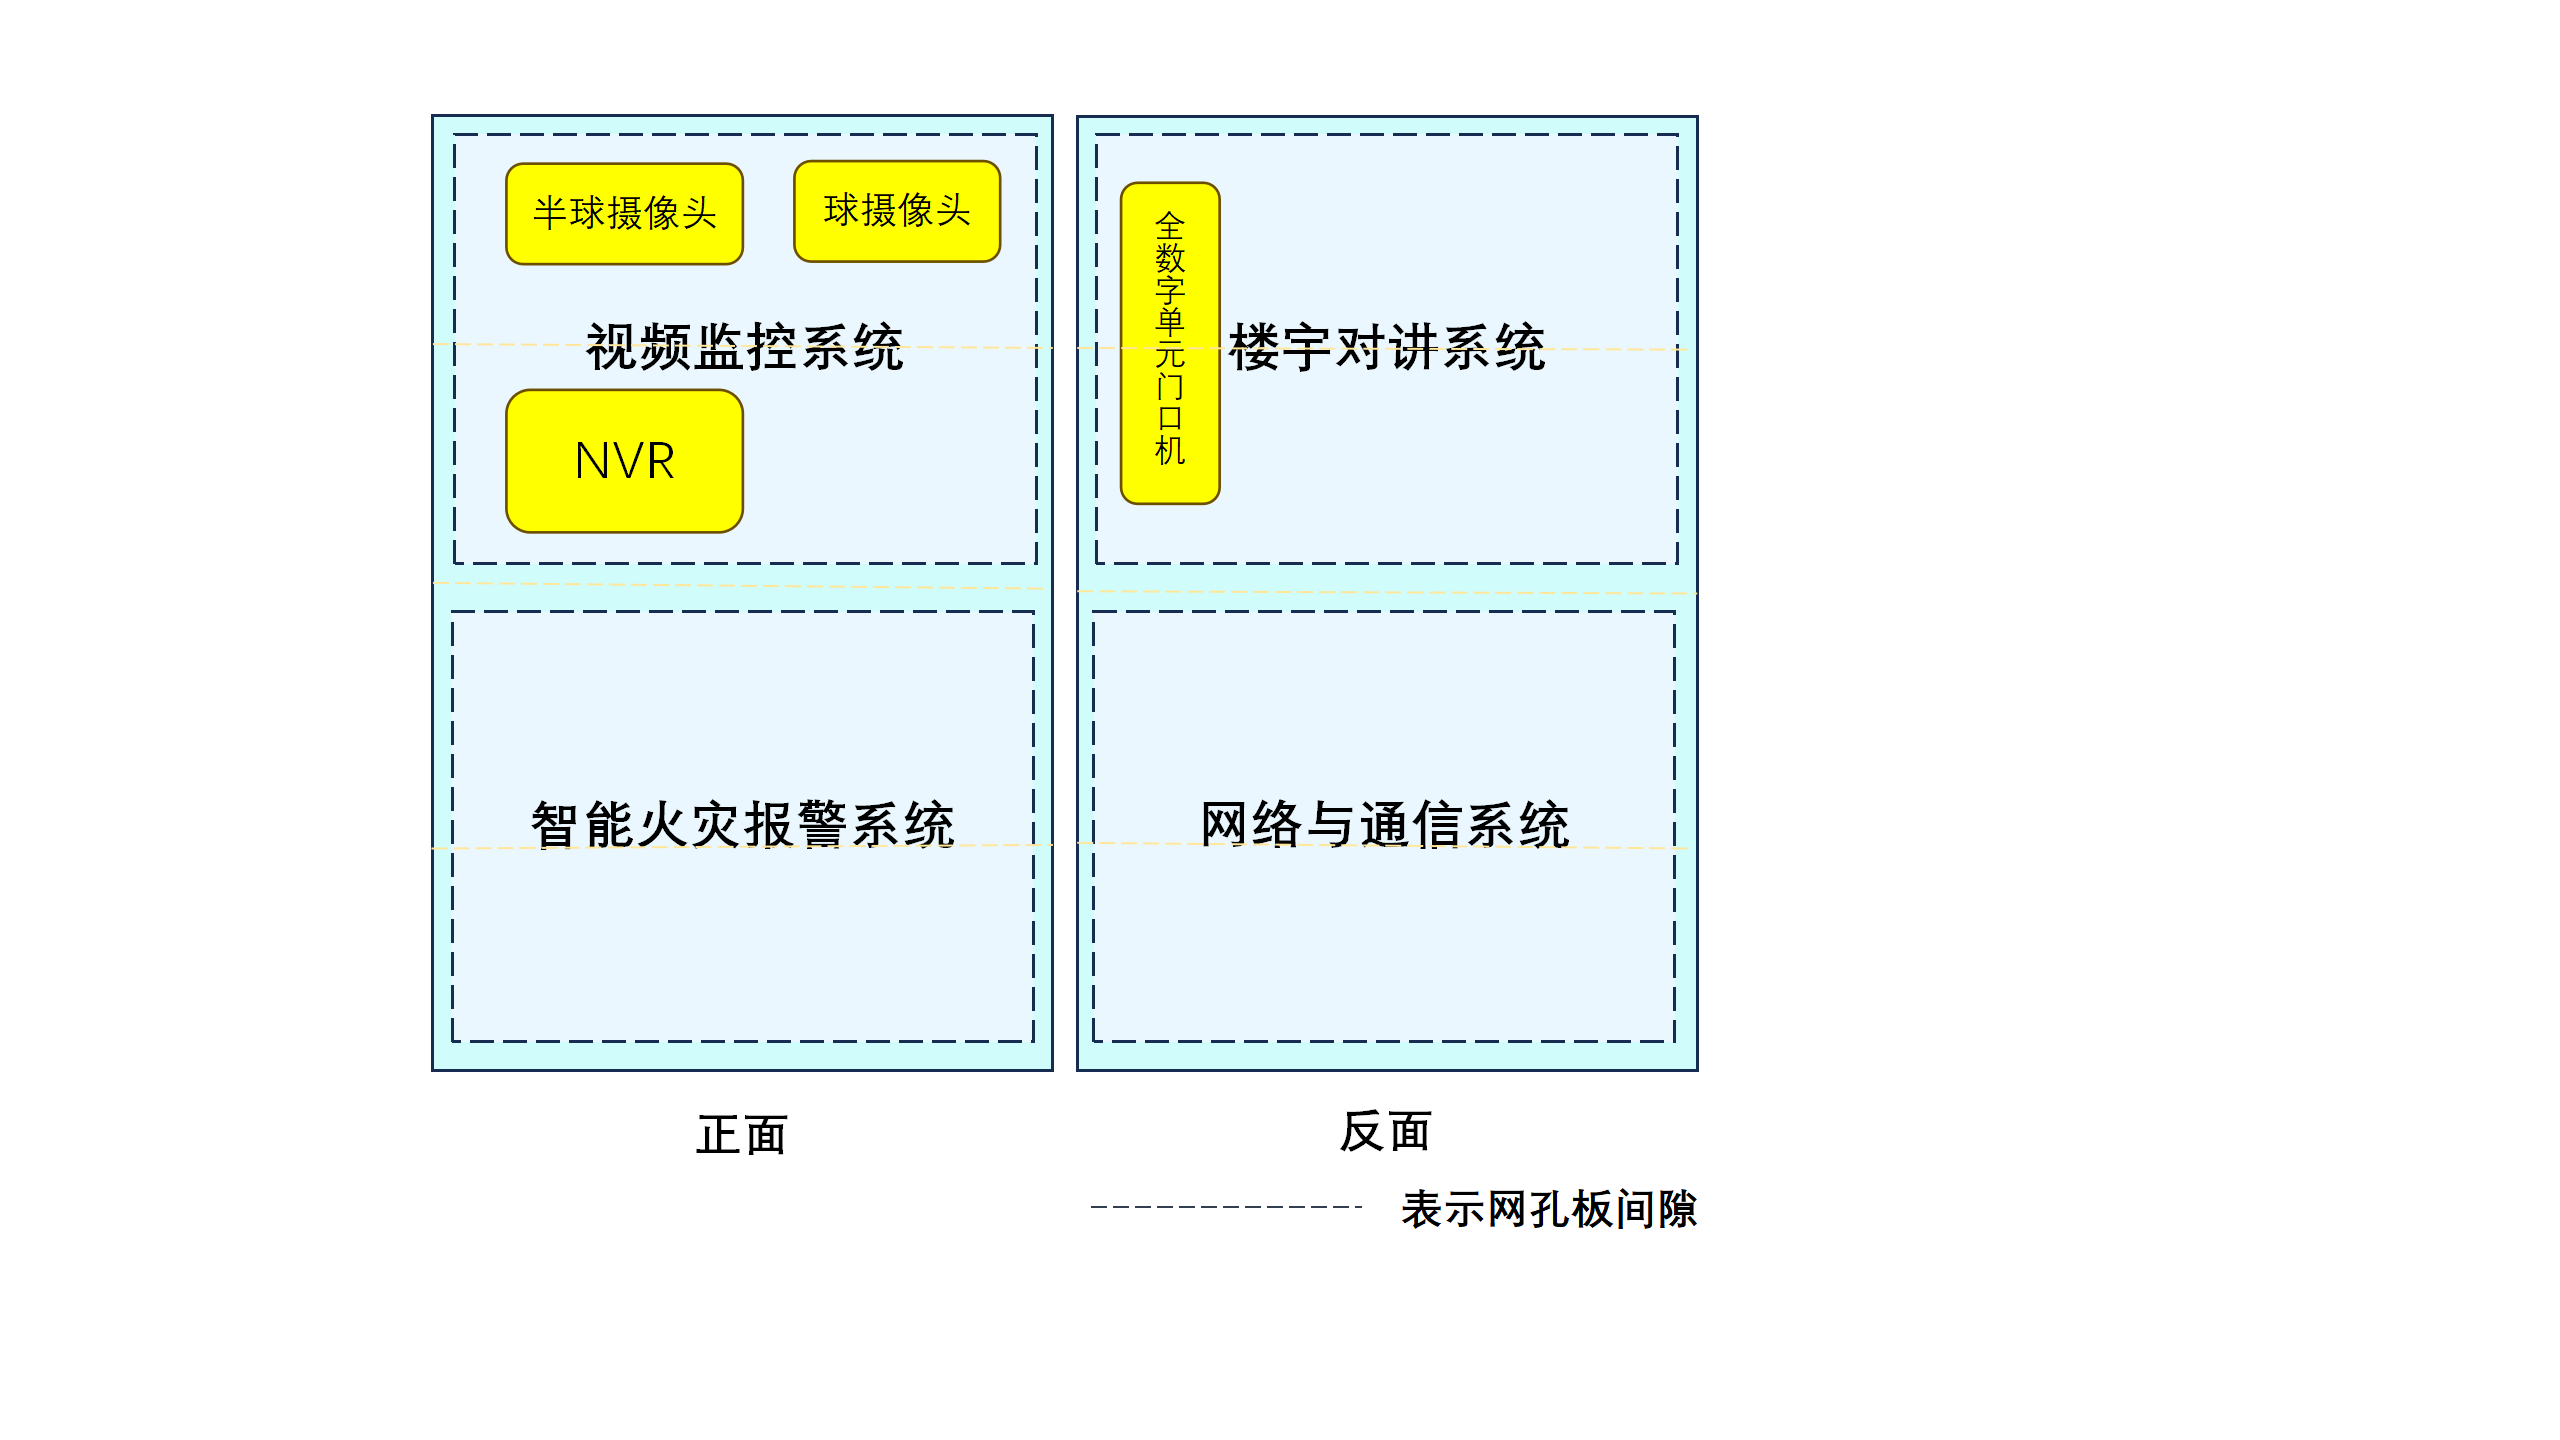 半球摄像头
球摄像头
视频监控系统
NVR
智能火灾报警系统
正面
全数字单元门口机
楼宇对讲系统
网络与通信系统
反面
表示网孔板间隙